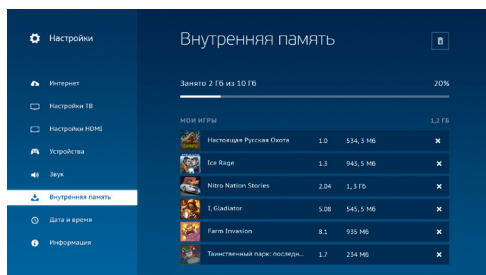 Настройки
Внутренняя память
Интернет
Настройки ТВ
Настройки HDMI
Устройства
Звук
Внутренняя память
Дата и время
Информация
Занято 2 Гб из 10 Гб 20%
МОИ ИГРЫ 1,2 ГБ
Настоящая Русская Охота 1.0 534, 3 Мб
Ice Rage 1.3 943, 5 Мб
Nitro Nation Stories 2.04 1, 3 Гб
I, Gladiator 5.08 545, 5 Мб
Farm Invasion 8.1 935 Мб
Таинственный парк: последн... 1.7 234 Мб